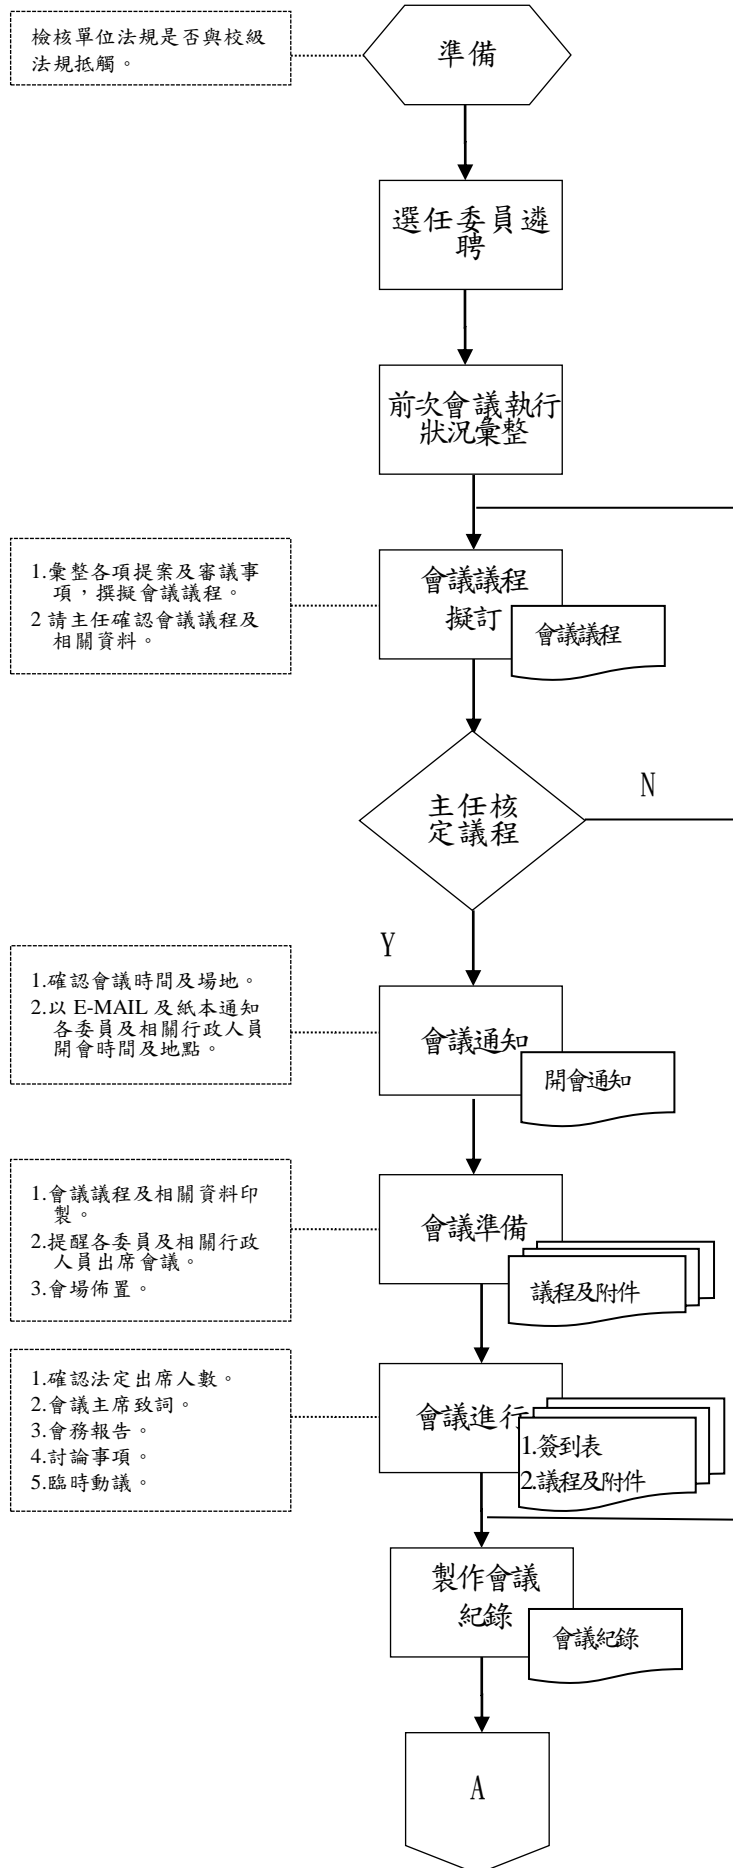 檢核單位法規是否與校級
法規抵觸。
準備
選任委員遴
聘
前次會議執行
狀況彙整
1.彙整各項提案及審議事
項，撰擬會議議程。
2 請主任確認會議議程及
相關資料。
會議議程
擬訂
會議議程
主任核
定議程
N
Y
1.確認會議時間及場地。
2.以 E-MAIL 及紙本通知
各委員及相關行政人員
開會時間及地點。
會議通知
開會通知
1.會議議程及相關資料印
製。
2.提醒各委員及相關行政
人員出席會議。
3.會場佈置。
會議準備
議程及附件
1.確認法定出席人數。
2.會議主席致詞。
3.會務報告。
4.討論事項。
5.臨時動議。
會議進行
1.簽到表
2.議程及附件
製作會議
紀錄
會議紀錄
A